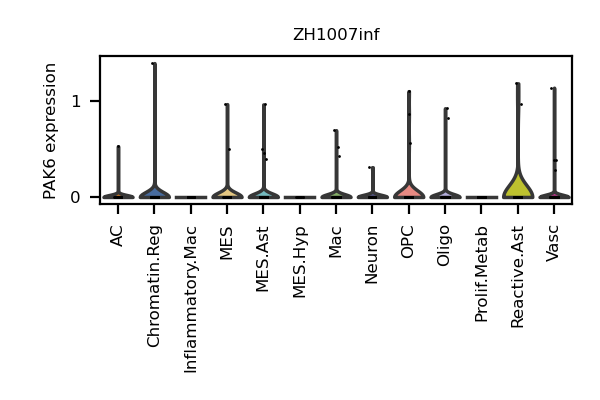 ZH1007inf
PAK6 expression
1
0
AC
Chromatin.Reg
Inflammatory.Mac
MES
MES.Ast
MES.Hyp
Mac
Neuron
OPC
Oligo
Prolif.Metab
Reactive.Ast
Vasc